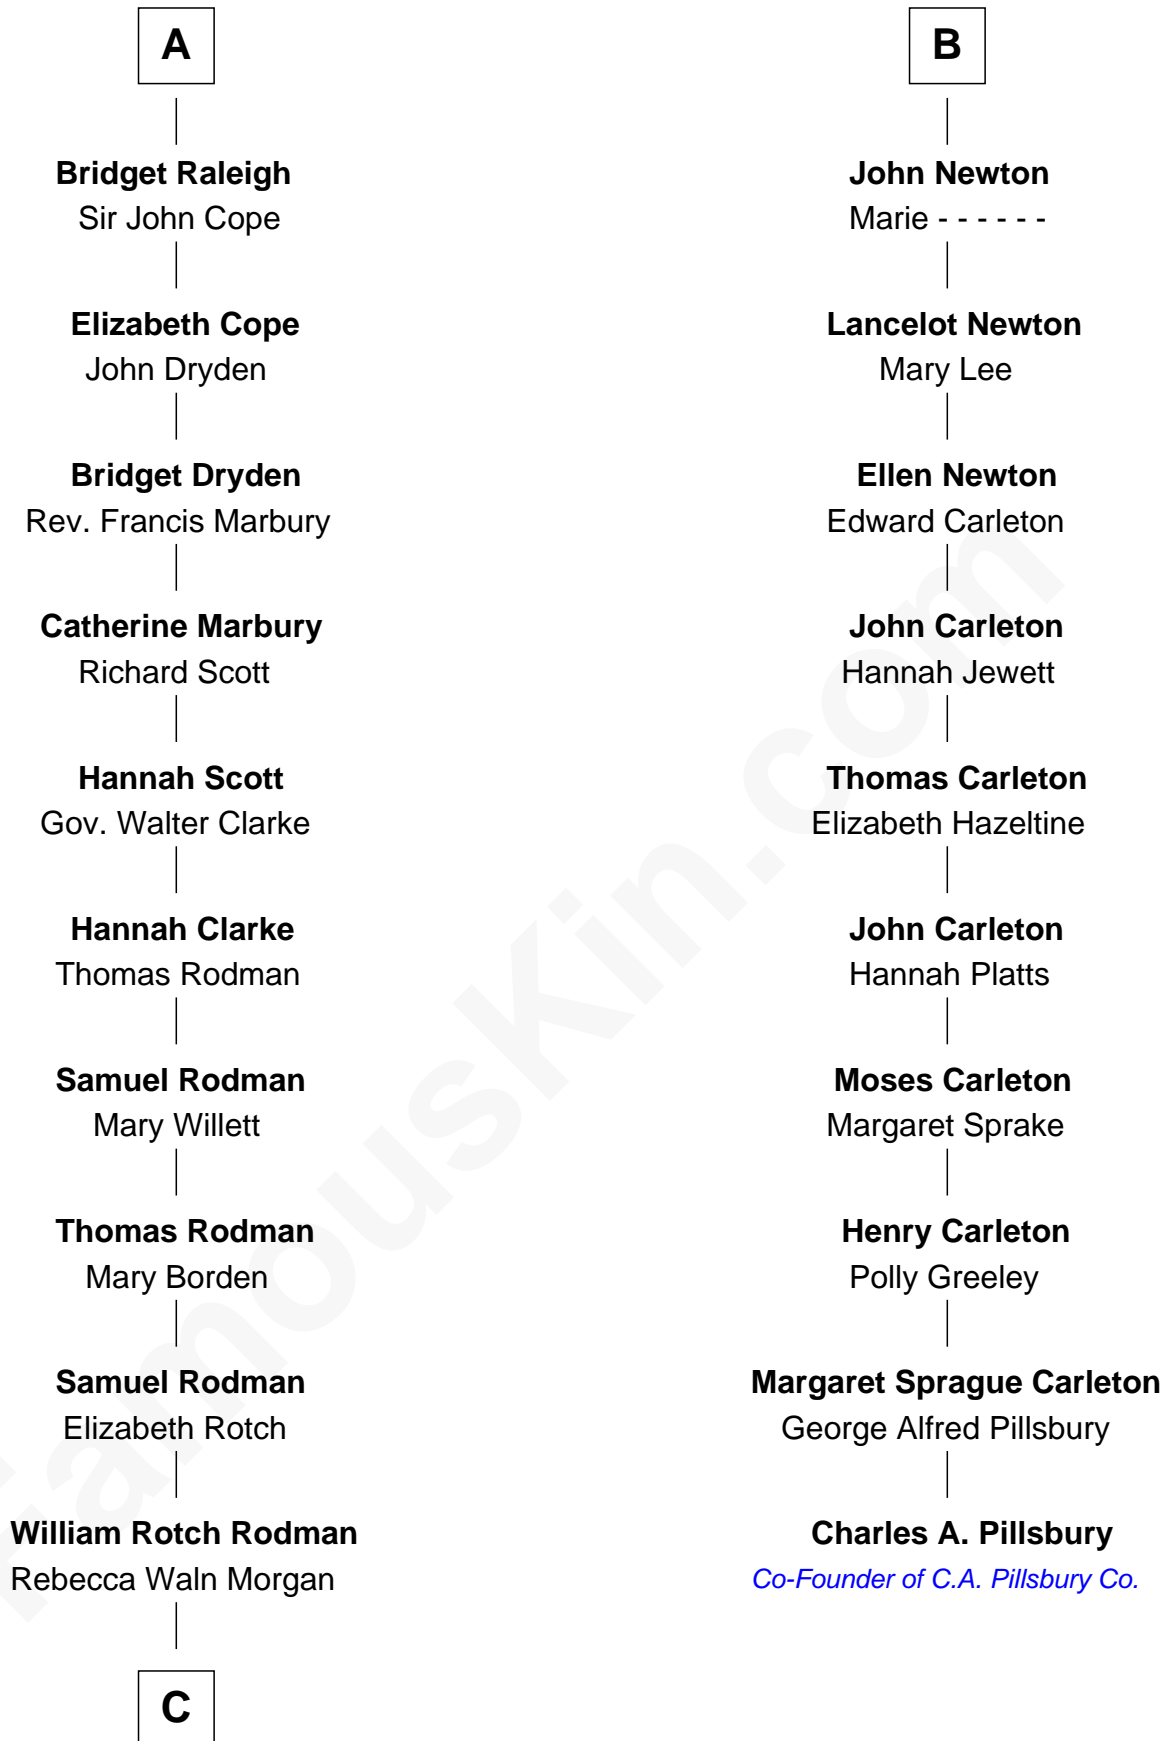 A
Bridget Raleigh
Sir John Cope
Elizabeth Cope
John Dryden
Bridget Dryden
Rev. Francis Marbury
Catherine Marbury
Richard Scott
Hannah Scott
Gov. Walter Clarke
Hannah Clarke
Thomas Rodman
Samuel Rodman
Mary Willett
Thomas Rodman
Mary Borden
Samuel Rodman
Elizabeth Rotch
William Rotch Rodman
Rebecca Waln Morgan
C
B
John Newton
Marie - - - - - -
Lancelot Newton
Mary Lee
Ellen Newton
Edward Carleton
John Carleton
Hannah Jewett
Thomas Carleton
Elizabeth Hazeltine
John Carleton
Hannah Platts
Moses Carleton
Margaret Sprake
Henry Carleton
Polly Greeley
Margaret Sprague Carleton
George Alfred Pillsbury
Charles A. Pillsbury
Co-Founder of C.A. Pillsbury Co.
FamousKin.com